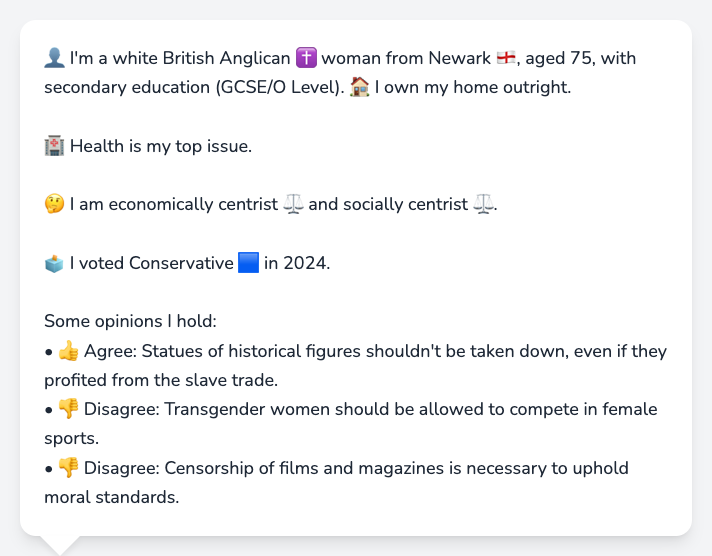 👤 I'm a white British Anglican ✝️ woman from Newark 🏴󠁧󠁢󠁥󠁮󠁧󠁿, aged 75, with
secondary education (GCSE/O Level). 🏠 I own my home outright.
🏥 Health is my top issue.
🤔 I am economically centrist ⚖️ and socially centrist ⚖️.
🗳️ I voted Conservative 🟦 in 2024.
Some opinions I hold:
• 👍 Agree: Statues of historical figures shouldn't be taken down, even if they
profited from the slave trade.
• 👎 Disagree: Transgender women should be allowed to compete in female
sports.
• 👎 Disagree: Censorship of films and magazines is necessary to uphold
moral standards.